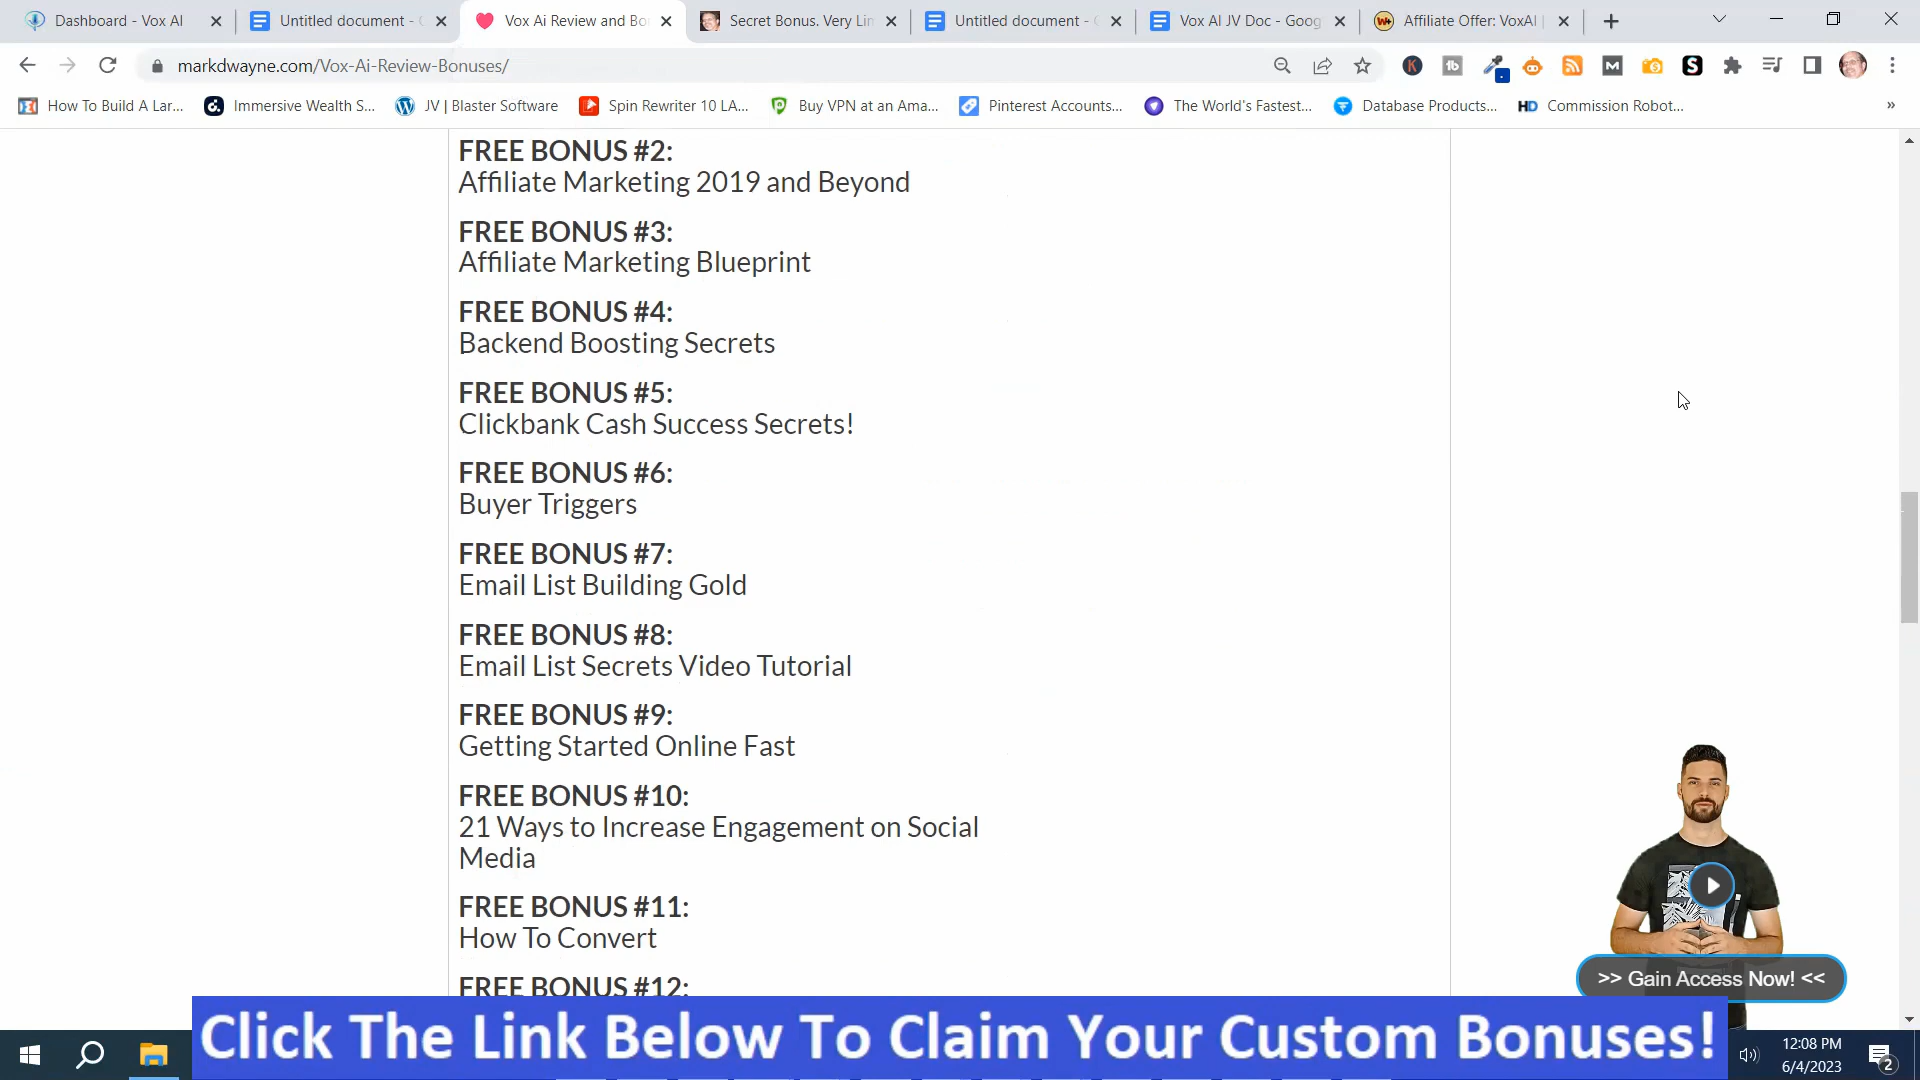 Dashboard - Vox AI
Untitled document -
Vox Ai Review and Bo
Secret Bonus. Very Lim
Untitled document -
Vox AI JV Doc - Goog
Affiliate Offer: VoxAI |
markdwayne.com/Vox-Ai-Review-Bonuses/
How To Build A Lar...
Immersive Wealth S...
JV | Blaster Software
Spin Rewriter 10 LA...
Buy VPN at an Ama...
Pinterest Accounts...
The World's Fastest...
Database Products...
HD Commission Robot...
»
FREE BONUS #2:
Affiliate Marketing 2019 and Beyond
FREE BONUS #3:
Affiliate Marketing Blueprint
FREE BONUS #4:
Backend Boosting Secrets
FREE BONUS #5:
Clickbank Cash Success Secrets!
FREE BONUS #6:
Buyer Triggers
FREE BONUS #7:
Email List Building Gold
FREE BONUS #8:
Email List Secrets Video Tutorial
FREE BONUS #9:
Getting Started Online Fast
FREE BONUS #10:
21 Ways to Increase Engagement on Social
Media
FREE BONUS #11:
How To Convert
FREE BONUS #12:
>> Gain Access Now! <<
Click The Link Below To Claim Your Custom Bonuses!
12:08 PM
6/4/2023
2